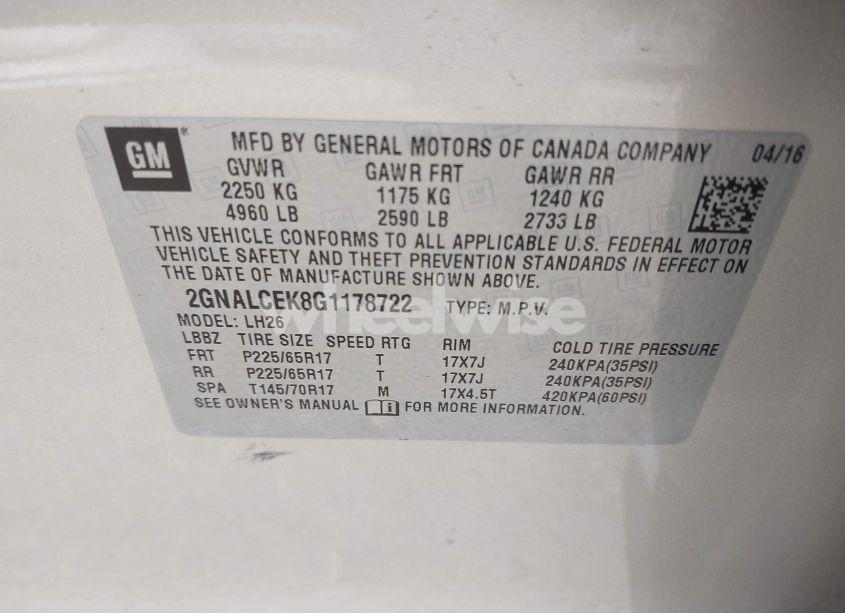 GM
MFD BY GENERAL MOTORS OF CANADA COMPANY 04/16
GVWR GAWR FRT GAWR RR
2250 KG 1175 KG 1240 KG
4960 LB 2590 LB 2733 LB
THIS VEHICLE CONFORMS TO ALL APPLICABLE U.S. FEDERAL MOTOR
VEHICLE SAFETY AND THEFT PREVENTION STANDARDS IN EFFECT ON
THE DATE OF MANUFACTURE SHOWN ABOVE.
2GNALCEK8G1178722 TYPE: M.P.V.
wheelwise
MODEL: LH26
LBBZ TIRE SIZE SPEED RTG RIM COLD TIRE PRESSURE
FRT P225/65R17 T 17X7J 240KPA(35PSI)
RR P225/65R17 T 17X7J 240KPA(35PSI)
SPA T145/70R17 M 17X4.5T 420KPA(60PSI)
SEE OWNER'S MANUAL FOR MORE INFORMATION.